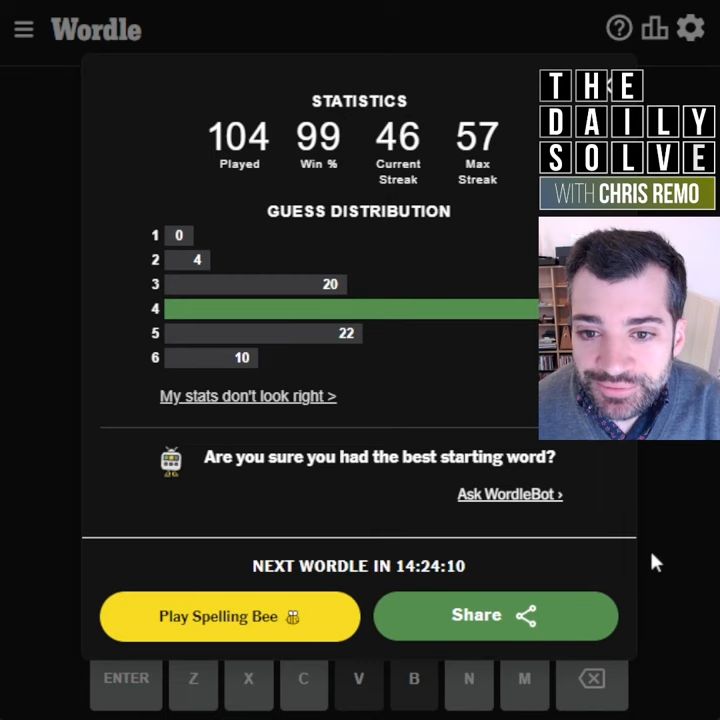 Wordle
THE
DAILY
SOLVE
WITH CHRIS REMO
STATISTICS
104 99 46 57
Played Win % Current Streak Max Streak
GUESS DISTRIBUTION
1 0
2 4
3 20
4
5 22
6 10
My stats don't look right >
Are you sure you had the best starting word?
Ask WordleBot ›
NEXT WORDLE IN 14:24:10
Play Spelling Bee
Share
ENTER Z X C V B N M